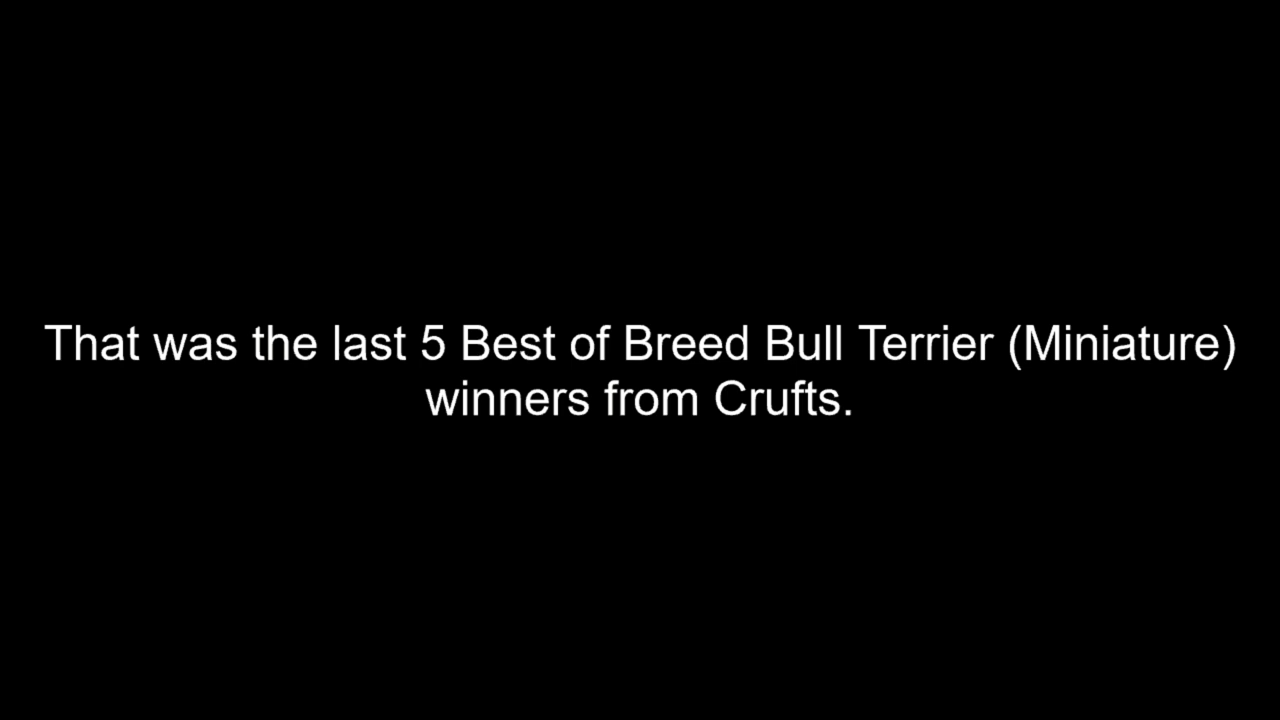 That was the last 5 Best of Breed Bull Terrier (Miniature)
winners from Crufts.